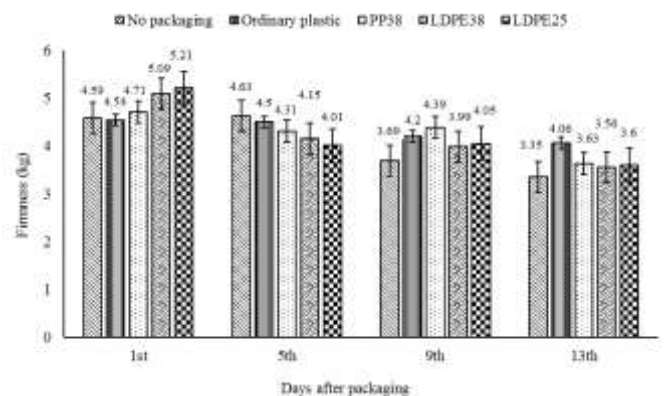 No packaging Ordinary plastic PP38 LDPE38 LDPE25
Firmness (kg)
6
5
4
3
2
1
0
4.59 4.56 4.71 5.09 5.21
4.63 4.5 4.31 4.15 4.01
3.69 4.2 4.39 3.99 4.05
3.35 4.06 3.63 3.56 3.6
1st 5th 9th 13th
Days after packaging